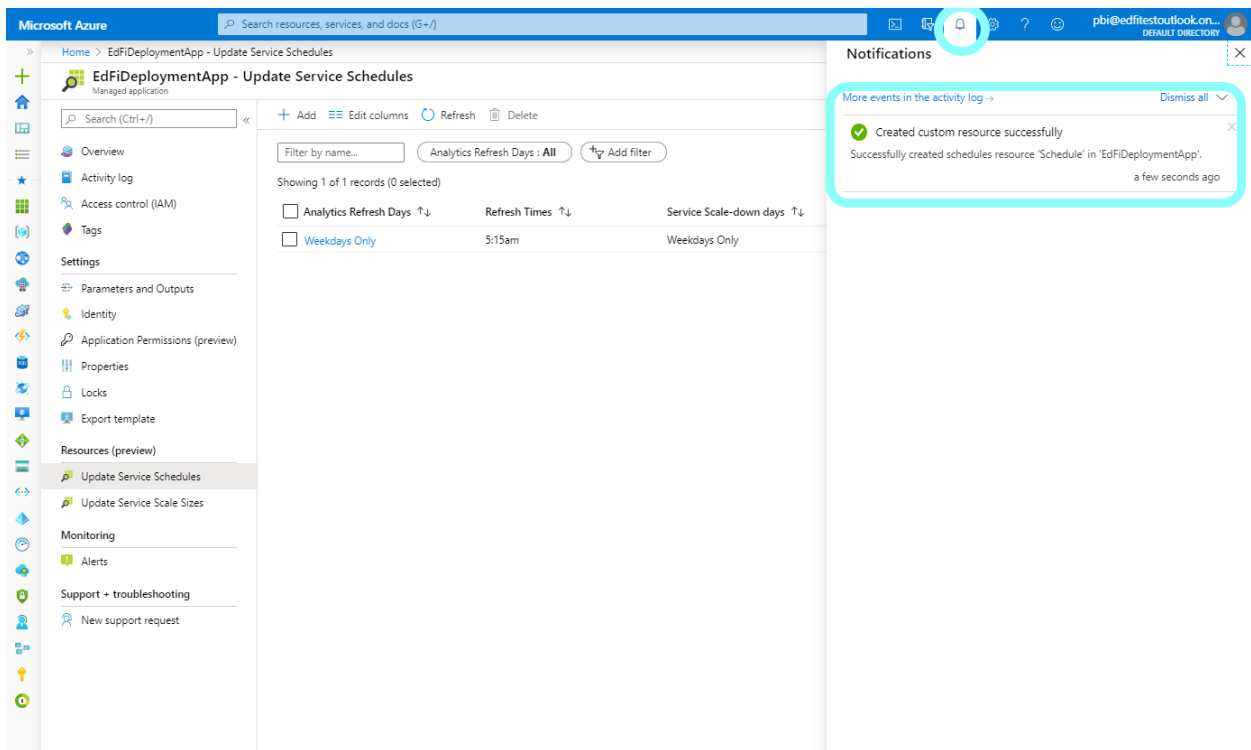 Microsoft Azure
Search resources, services, and docs (G+/)
pbi@edfitestoutlook.on...
DEFAULT DIRECTORY
Home > EdFiDeploymentApp - Update Service Schedules
EdFiDeploymentApp - Update Service Schedules
Managed application
Search (Ctrl+/)
Overview
Activity log
Access control (IAM)
Tags
Settings
Parameters and Outputs
Identity
Application Permissions (preview)
Properties
Locks
Export template
Resources (preview)
Update Service Schedules
Update Service Scale Sizes
Monitoring
Alerts
Support + troubleshooting
New support request
Add Edit columns Refresh Delete
Filter by name... Analytics Refresh Days : All Add filter
Showing 1 of 1 records (0 selected)
Analytics Refresh Days ↑↓ Refresh Times ↑↓ Service Scale-down days ↑↓
Weekdays Only 5:15am Weekdays Only
Notifications
More events in the activity log → Dismiss all
Created custom resource successfully
Successfully created schedules resource 'Schedule' in 'EdFiDeploymentApp'.
a few seconds ago